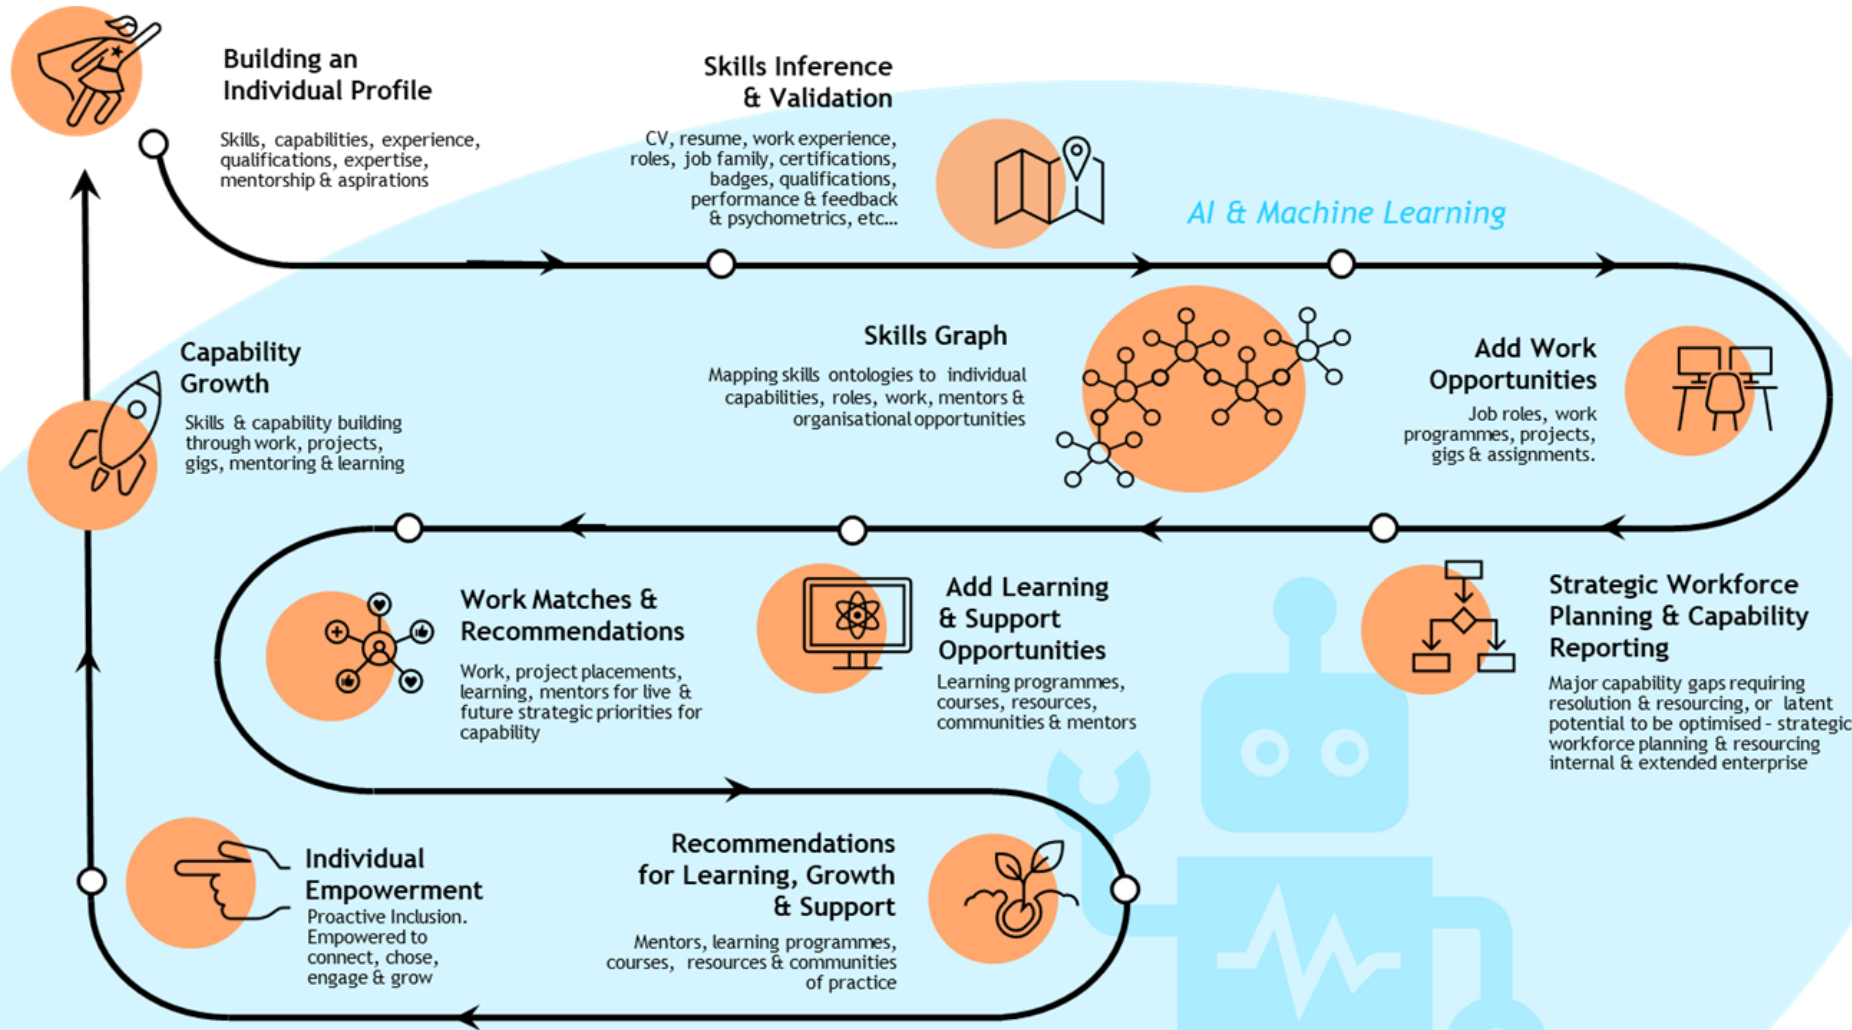 Building an
Individual Profile
Skills, capabilities, experience,
qualifications, expertise,
mentorship & aspirations
Skills Inference
& Validation
CV, resume, work experience,
roles, job family, certifications,
badges, qualifications,
performance & feedback
& psychometrics, etc...
AI & Machine Learning
Skills Graph
Mapping skills ontologies to individual
capabilities, roles, work, mentors &
organisational opportunities
Add Work
Opportunities
Job roles, work
programmes, projects,
gigs & assignments.
Strategic Workforce
Planning & Capability
Reporting
Major capability gaps requiring
resolution & resourcing, or latent
potential to be optimised - strategic
workforce planning & resourcing
internal & extended enterprise
Add Learning
& Support
Opportunities
Learning programmes,
courses, resources,
communities & mentors
Work Matches &
Recommendations
Work, project placements,
learning, mentors for live &
future strategic priorities for
capability
Recommendations
for Learning, Growth
& Support
Mentors, learning programmes,
courses, resources & communities
of practice
Individual
Empowerment
Proactive Inclusion.
Empowered to
connect, chose,
engage & grow
Capability
Growth
Skills & capability building
through work, projects,
gigs, mentoring & learning